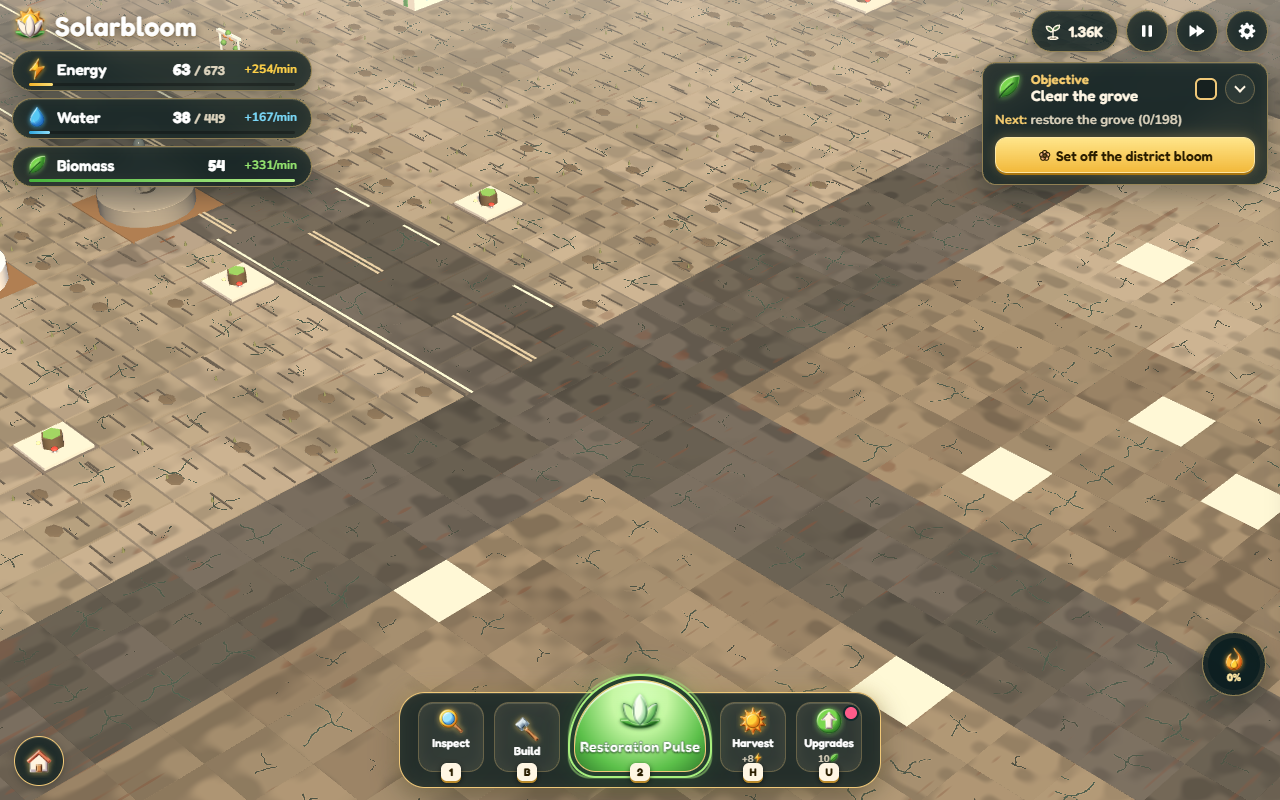 Solarbloom
1.36K
Energy 63 / 673 +254/min
Water 38 / 449 +167/min
Biomass 54 +331/min
Objective
Clear the grove
Next: restore the grove (0/198)
Set off the district bloom
0%
Inspect
1
Build
B
Restoration Pulse
2
Harvest
+8
H
Upgrades
10
U